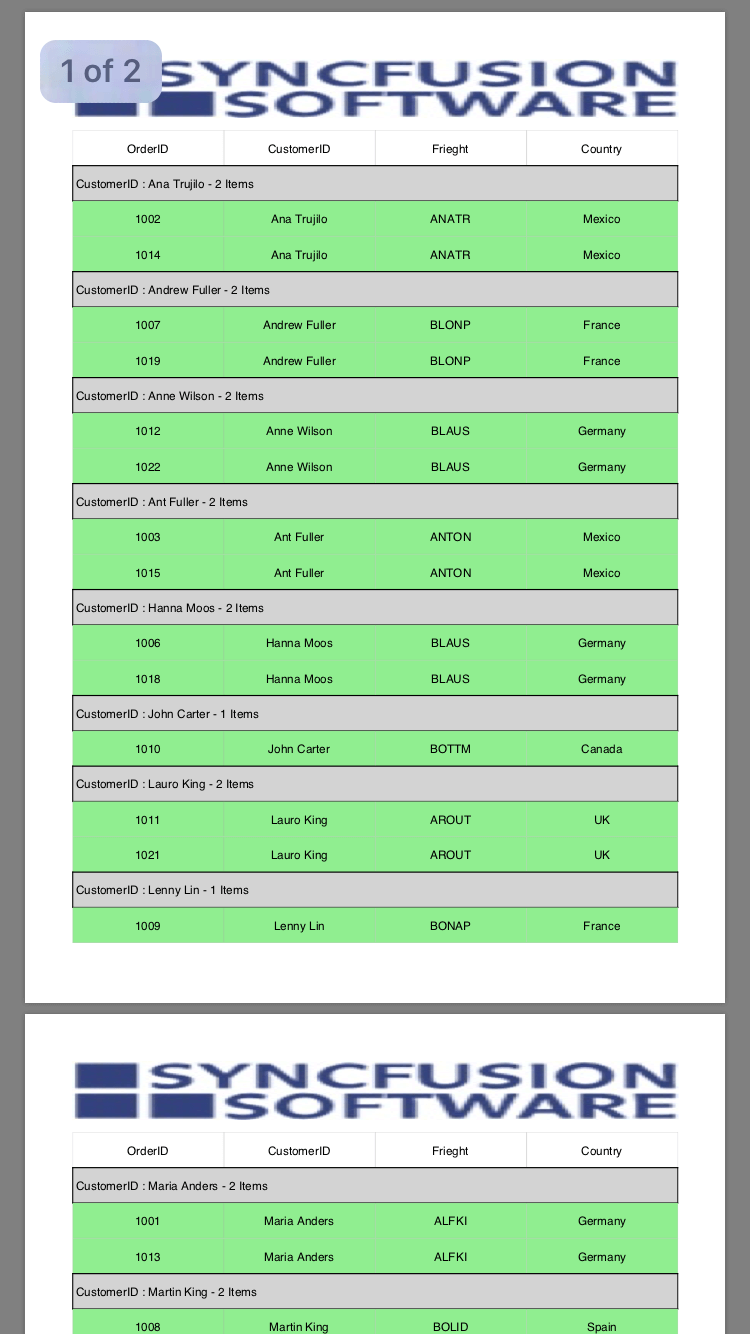 1 of 2
SYNCFUSION
SOFTWARE
OrderID CustomerID Frieght Country
CustomerID : Ana Trujilo - 2 Items
1002 Ana Trujilo ANATR Mexico
1014 Ana Trujilo ANATR Mexico
CustomerID : Andrew Fuller - 2 Items
1007 Andrew Fuller BLONP France
1019 Andrew Fuller BLONP France
CustomerID : Anne Wilson - 2 Items
1012 Anne Wilson BLAUS Germany
1022 Anne Wilson BLAUS Germany
CustomerID : Ant Fuller - 2 Items
1003 Ant Fuller ANTON Mexico
1015 Ant Fuller ANTON Mexico
CustomerID : Hanna Moos - 2 Items
1006 Hanna Moos BLAUS Germany
1018 Hanna Moos BLAUS Germany
CustomerID : John Carter - 1 Items
1010 John Carter BOTTM Canada
CustomerID : Lauro King - 2 Items
1011 Lauro King AROUT UK
1021 Lauro King AROUT UK
CustomerID : Lenny Lin - 1 Items
1009 Lenny Lin BONAP France
SYNCFUSION
SOFTWARE
OrderID CustomerID Frieght Country
CustomerID : Maria Anders - 2 Items
1001 Maria Anders ALFKI Germany
1013 Maria Anders ALFKI Germany
CustomerID : Martin King - 2 Items
1008 Martin King BOLID Spain